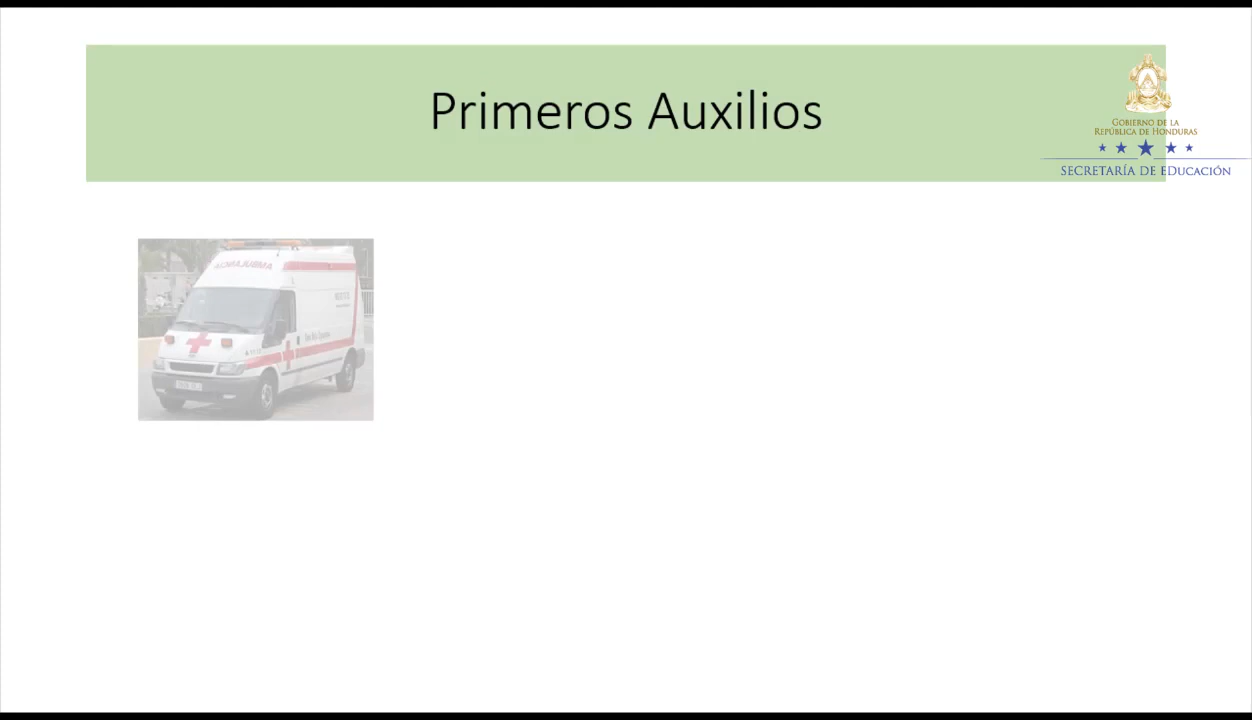 Primeros Auxilios
GOBIERNO DE LA
REPÚBLICA DE HONDURAS
SECRETARÍA DE EDUCACIÓN